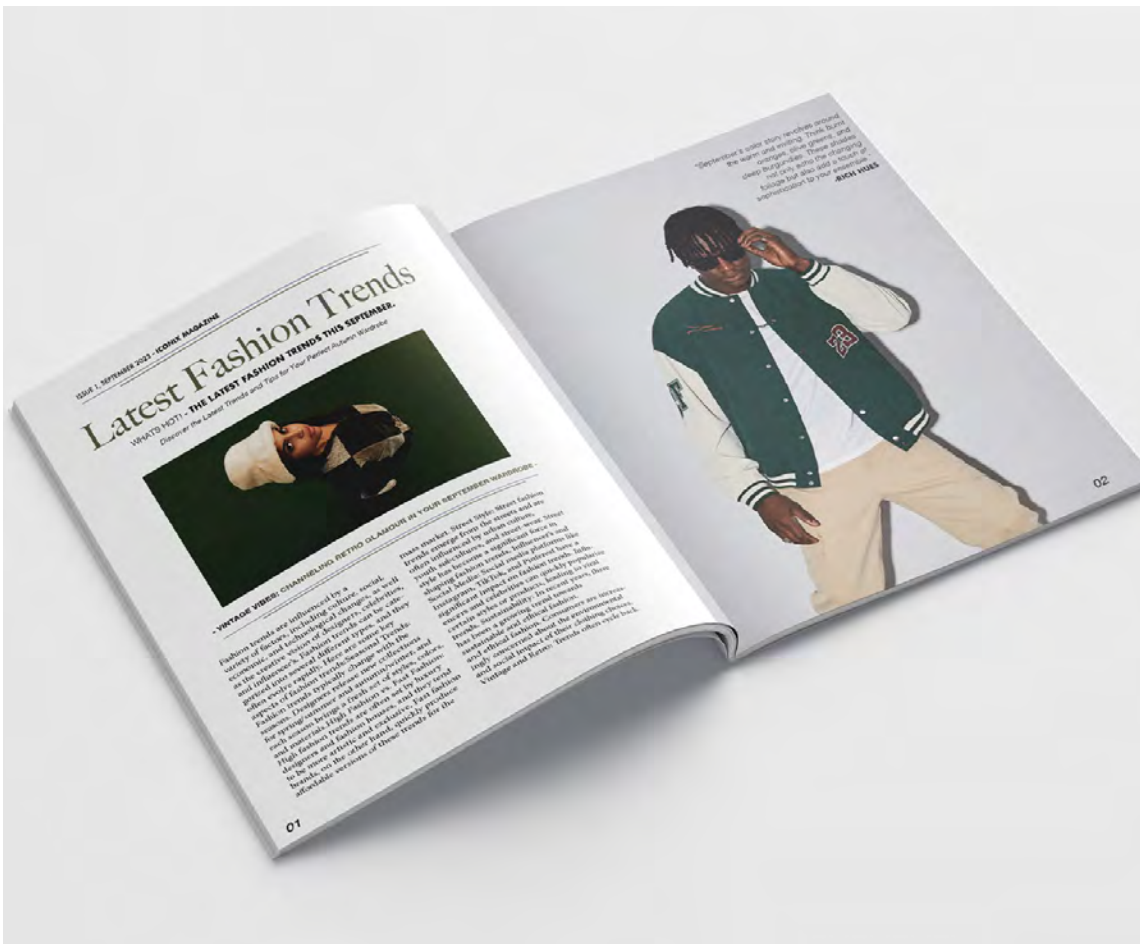 ISSUE 1, SEPTEMBER 2023 - ICONIX MAGAZINE
Latest Fashion Trends
WHATS HOT! - THE LATEST FASHION TRENDS THIS SEPTEMBER.
Discover the Latest Trends and Tips for Your Perfect Autumn Wardrobe
- VINTAGE VIBES: CHANNELING RETRO GLAMOUR IN YOUR SEPTEMBER WARDROBE -
Fashion trends are influenced by a
variety of factors, including culture, social,
economic, and technological changes, as well
as the creative vision of designers, celebrities,
and influencer's. Fashion trends can be cate-
gorized into several different types, and they
often evolve rapidly. Here are some key
aspects of fashion trends:Seasonal Trends:
Fashion trends typically change with the
seasons. Designers release new collections
for spring/summer and autumn/winter, and
each season brings a fresh set of styles, colors,
and materials.High Fashion vs. Fast Fashion:
High fashion trends are often set by luxury
designers and fashion houses, and they tend
to be more artistic and exclusive. Fast fashion
brands, on the other hand, quickly produce
affordable versions of these trends for the
mass market. Street Style: Street fashion
trends emerge from the streets and are
often influenced by urban culture,
youth subcultures, and street-wear. Street
style has become a significant force in
shaping fashion trends. Influencer's and
Social Media: Social media platforms like
Instagram, TikTok, and Pinterest have a
significant impact on fashion trends. Influ-
encers and celebrities can quickly popularize
certain styles or products, leading to viral
trends. Sustainability: In recent years, there
has been a growing trend towards
sustainable and ethical fashion.
and ethical fashion. Consumers are increas-
ingly concerned about the environmental
and social impact of their clothing choices.
Vintage and Retro: Trends often cycle back
01
"September's color story revolves around
the warm and inviting. Think burnt
oranges, olive greens, and
deep burgundies. These shades
not only echo the changing
foliage but also add a touch of
sophistication to your ensemble.
-RICH HUES
23
02